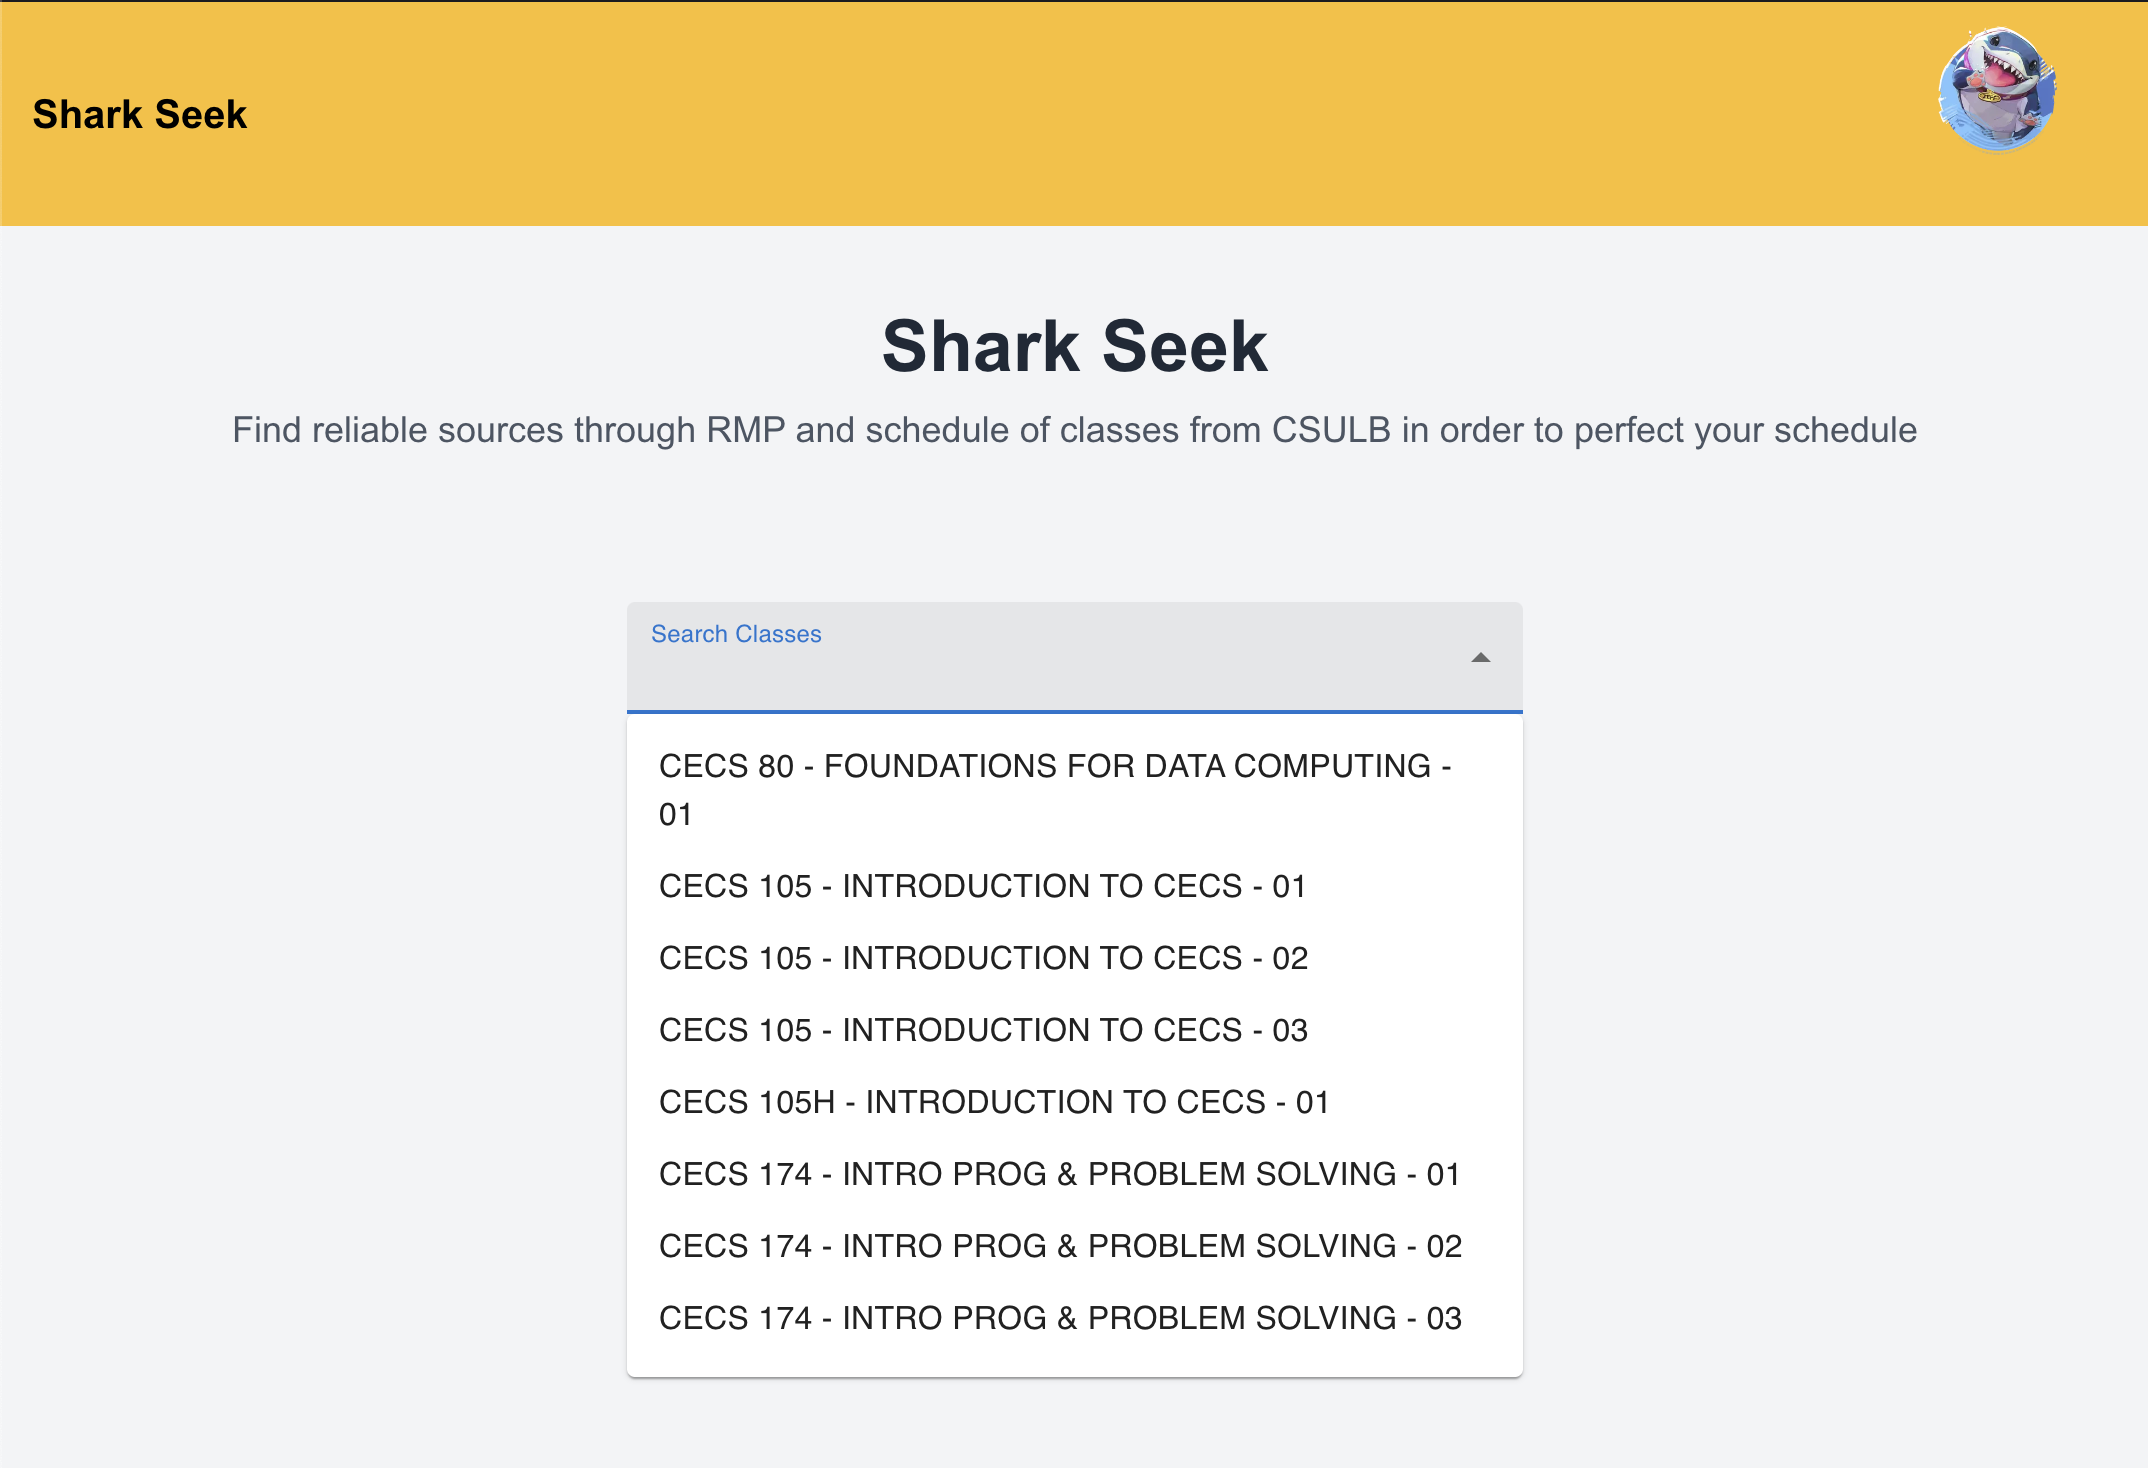 Shark Seek
Shark Seek
Find reliable sources through RMP and schedule of classes from CSULB in order to perfect your schedule
Search Classes
CECS 80 - FOUNDATIONS FOR DATA COMPUTING -
01
CECS 105 - INTRODUCTION TO CECS - 01
CECS 105 - INTRODUCTION TO CECS - 02
CECS 105 - INTRODUCTION TO CECS - 03
CECS 105H - INTRODUCTION TO CECS - 01
CECS 174 - INTRO PROG & PROBLEM SOLVING - 01
CECS 174 - INTRO PROG & PROBLEM SOLVING - 02
CECS 174 - INTRO PROG & PROBLEM SOLVING - 03